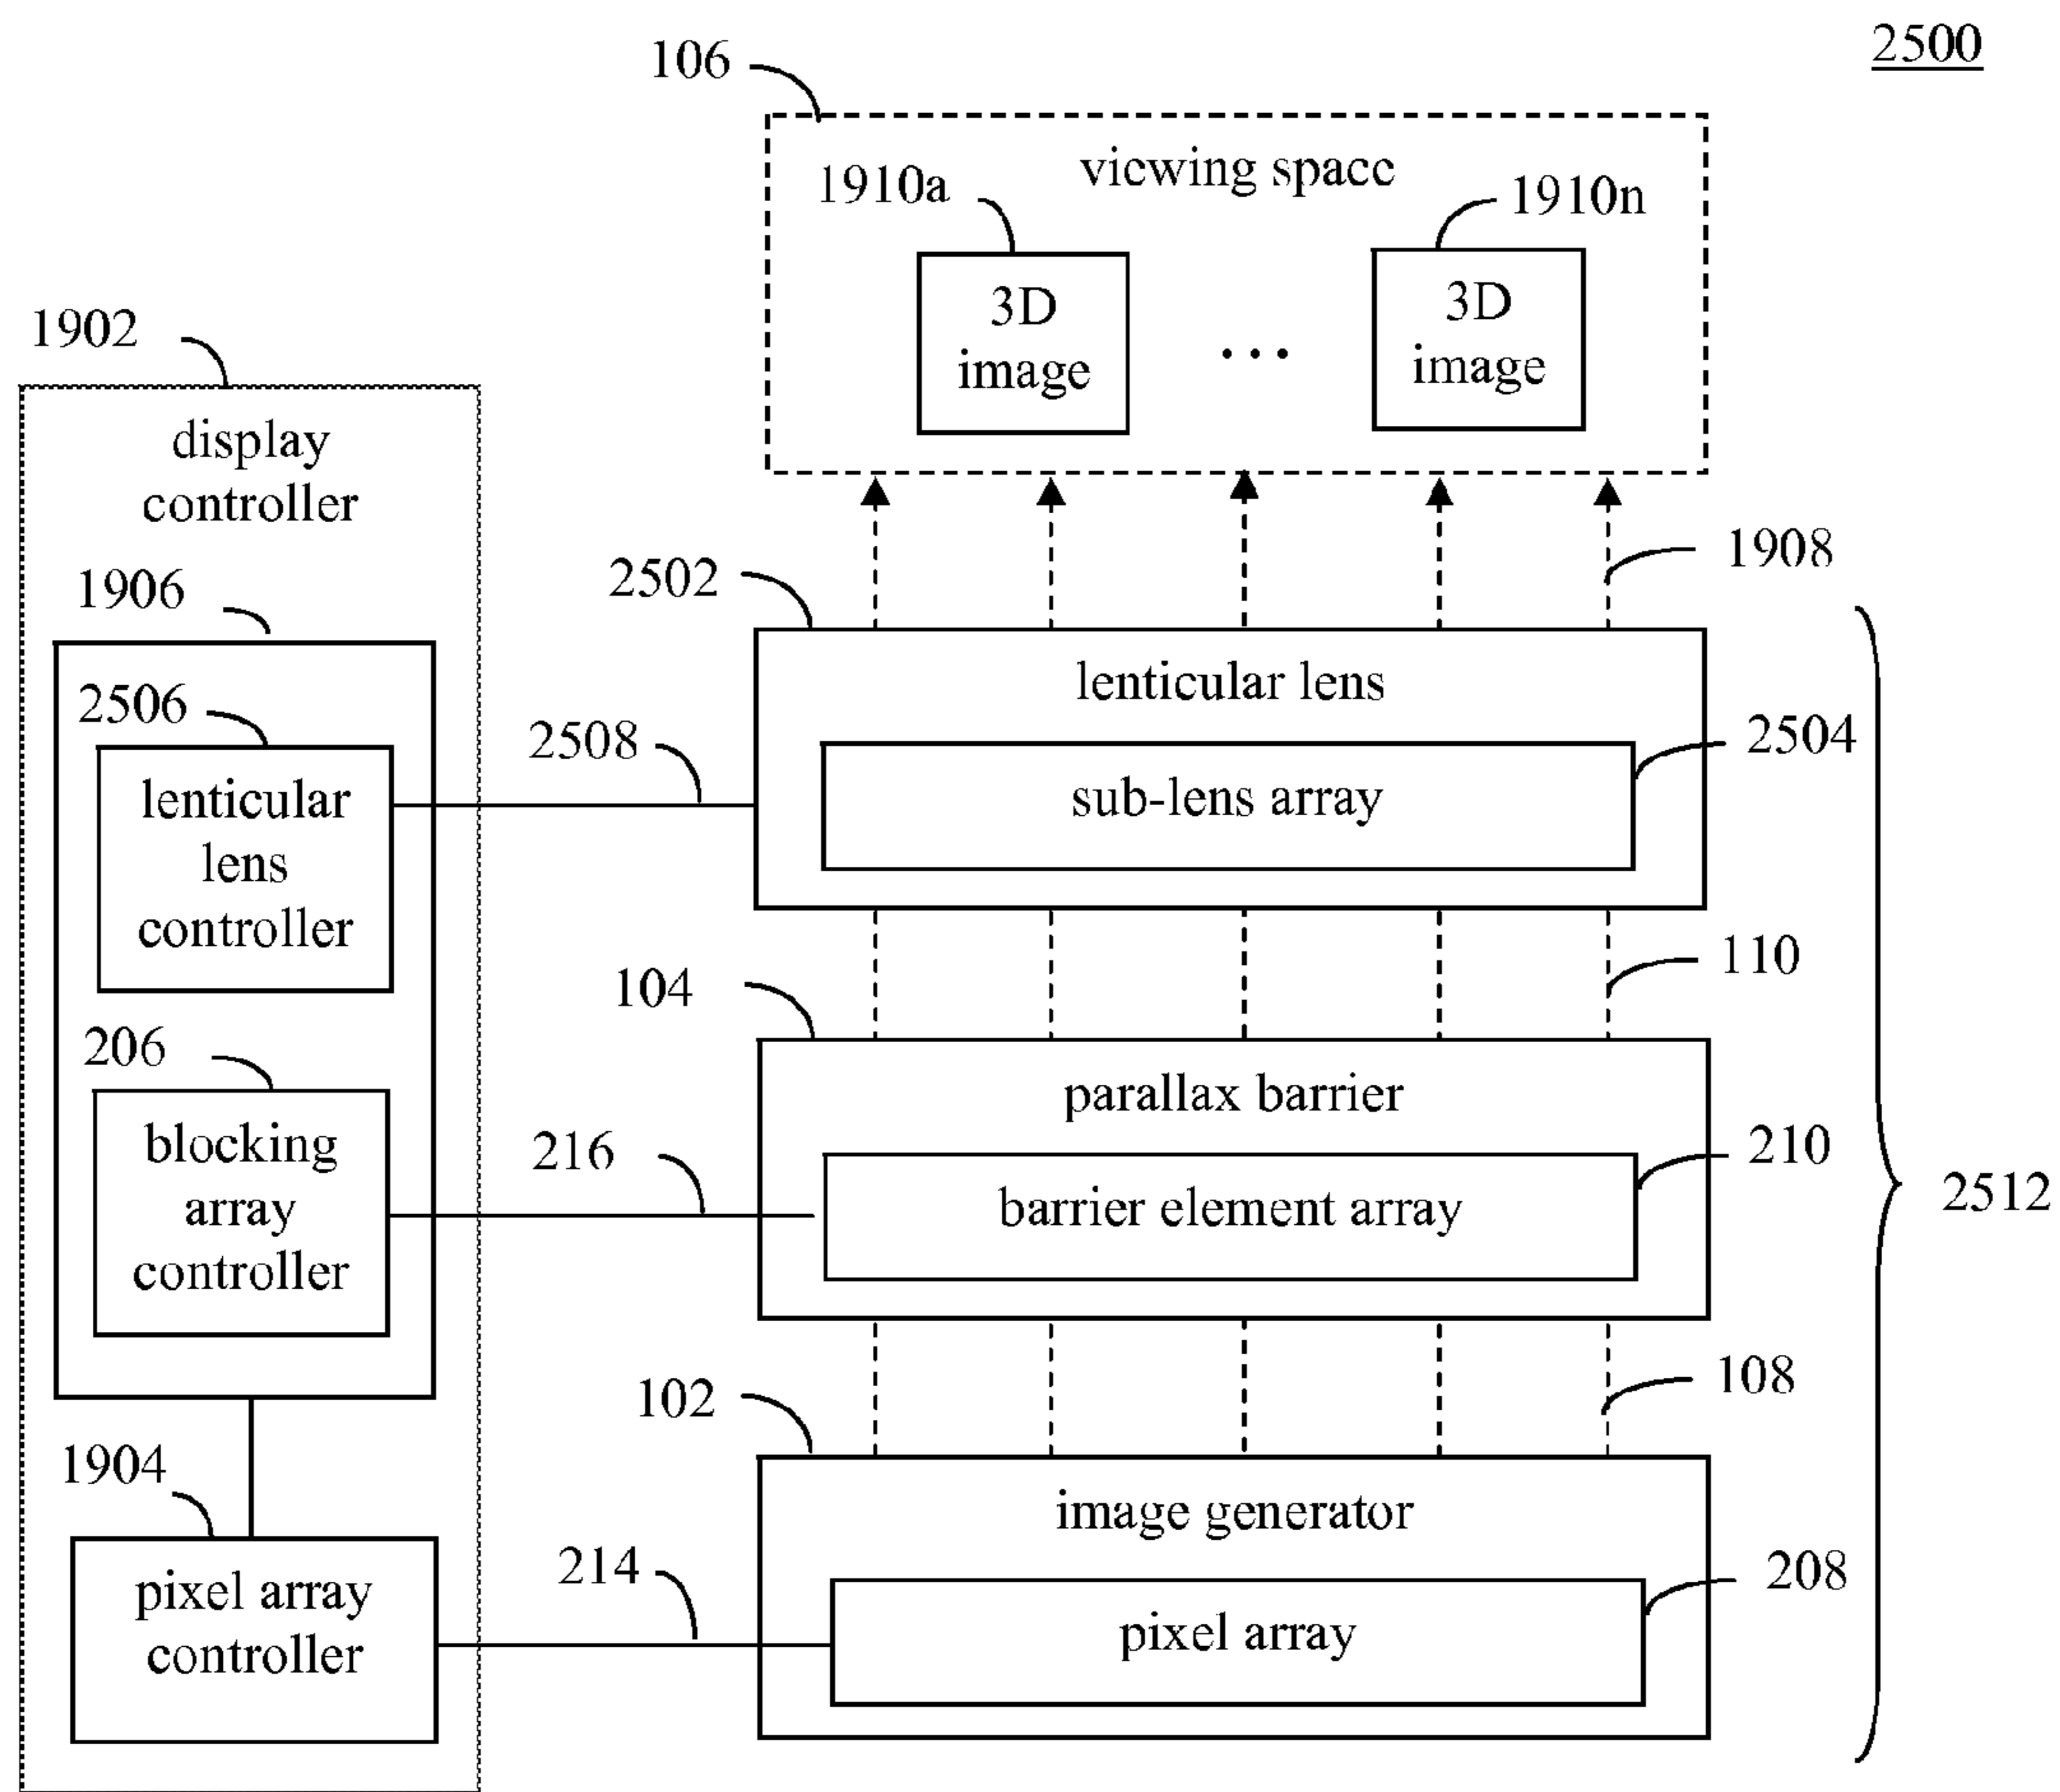 2500
106
viewing space
1910a
1910n
3D
image
...
3D
image
1902
display
controller
1908
2502
1906
lenticular lens
2506
2504
2508
lenticular
lens
controller
sub-lens array
110
104
206
parallax barrier
blocking
array
controller
216
210
barrier element array
2512
108
102
1904
image generator
pixel array
controller
214
208
pixel array